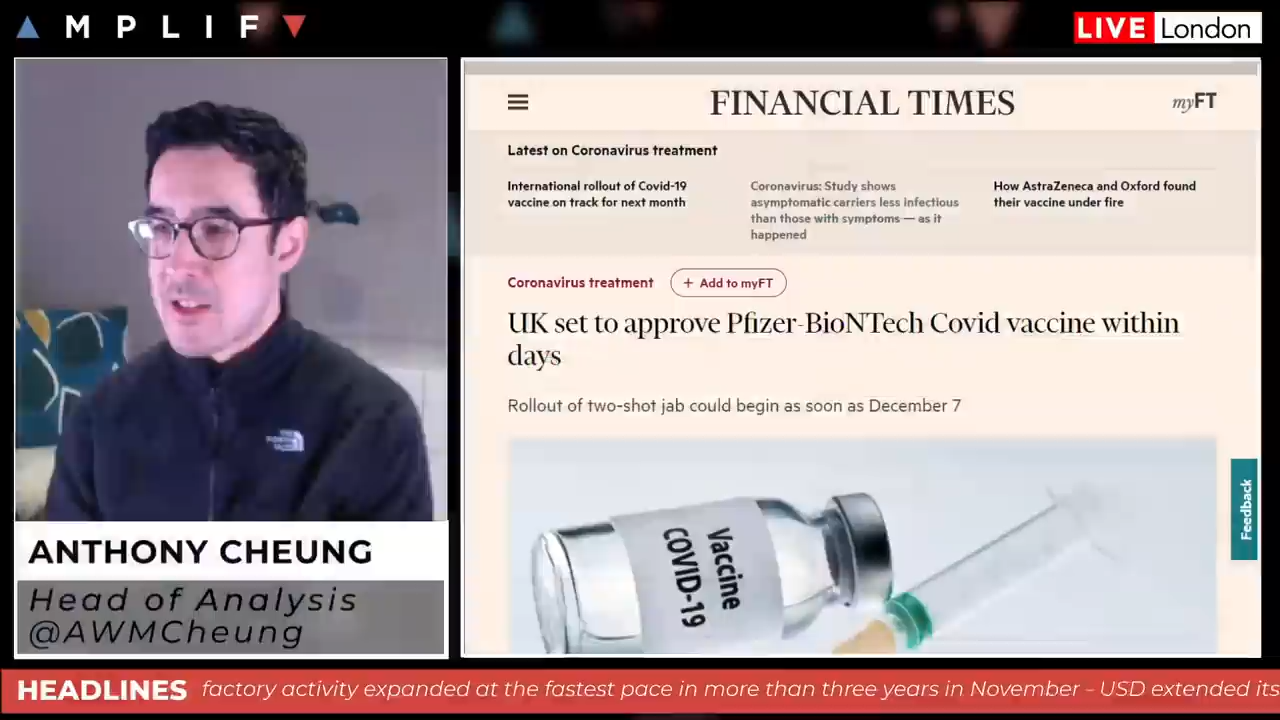 AMPLIFY
LIVE London
FINANCIAL TIMES
myFT
Latest on Coronavirus treatment
International rollout of Covid-19
vaccine on track for next month
Coronavirus: Study shows
asymptomatic carriers less infectious
than those with symptoms — as it
happened
How AstraZeneca and Oxford found
their vaccine under fire
Coronavirus treatment
+ Add to myFT
UK set to approve Pfizer-BioNTech Covid vaccine within
days
Rollout of two-shot jab could begin as soon as December 7
Vaccine
COVID-19
Feedback
THE NORTH FACE
ANTHONY CHEUNG
Head of Analysis
@AWMCheung
HEADLINES factory activity expanded at the fastest pace in more than three years in November - USD extended its